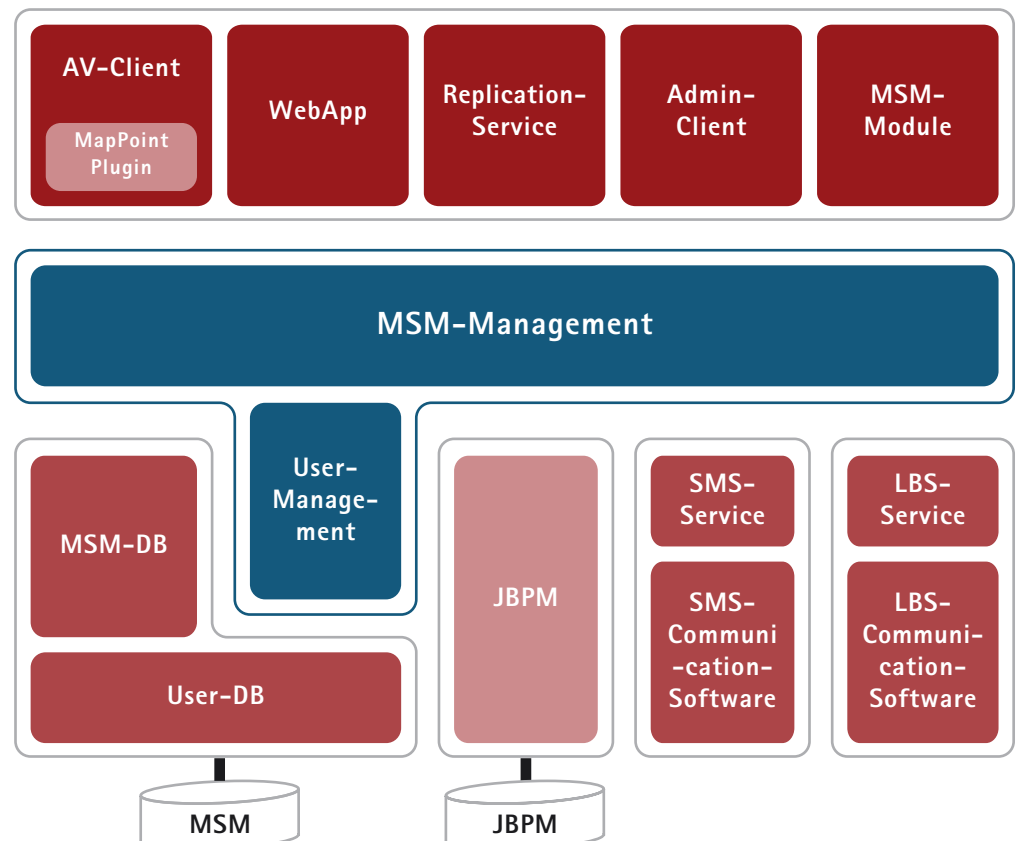 AV-Client
MapPoint
Plugin
WebApp
Replication-
Service
Admin-
Client
MSM-
Module
MSM-Management
User-
Manage-
ment
MSM-DB
User-DB
JBPM
SMS-
Service
SMS-
Communi
-cation-
Software
LBS-
Service
LBS-
Communi-
cation-
Software
MSM
JBPM